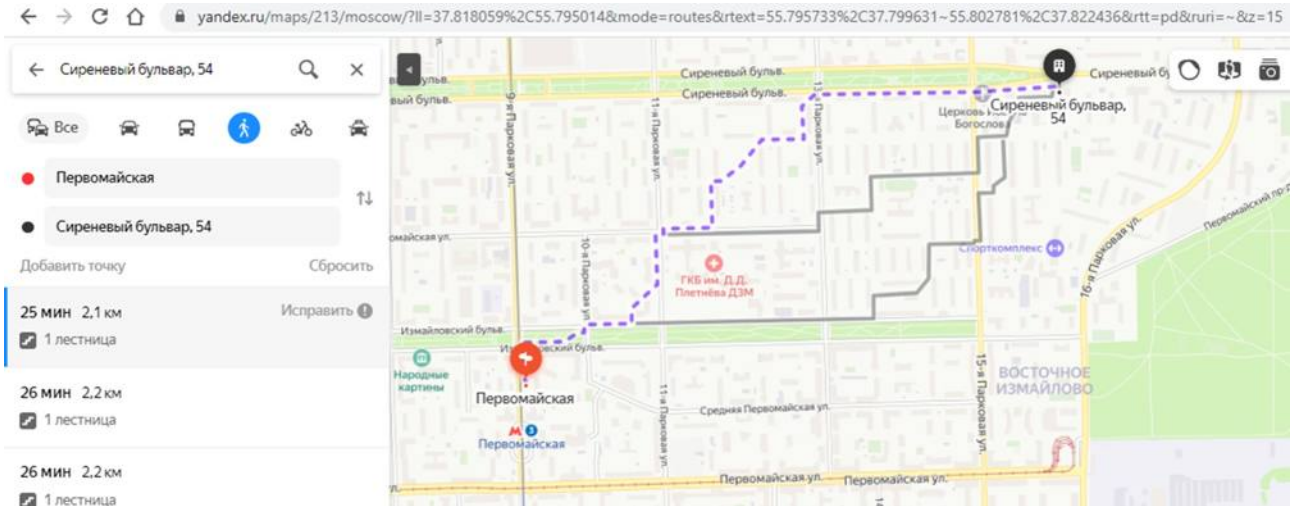 yandex.ru/maps/213/moscow/?ll=37.818059%2C55.795014&mode=routes&rtext=55.795733%2C37.799631~55.802781%2C37.822436&rtt=pd&ruri=~&z=15
Сиреневый бульвар, 54
Все
Первомайская
Сиреневый бульвар, 54
Добавить точку
Сбросить
25 мин 2,1 км
Исправить
1 лестница
26 мин 2,2 км
1 лестница
26 мин 2,2 км
1 лестница
Сиреневый бульв.
Сиреневый бульв.
Сиреневый
9-я Парковая ул.
11-я Парковая ул.
13-я Парковая ул.
Церковь
Богослова
Сиреневый бульвар,
54
10-я Парковая ул.
ГКБ им. Д.Д.
Плетнёва ДЗМ
Спорткомплекс
16-я Парковая ул.
Первомайский
Измайловский бульв.
бульв.
Народные
картины
Первомайская
М 3
Первомайская
11-я Парковая ул.
Средняя Первомайская ул.
15-я Парковая ул.
ВОСТОЧНОЕ
ИЗМАЙЛОВО
Первомайская ул.
Первомайская ул.